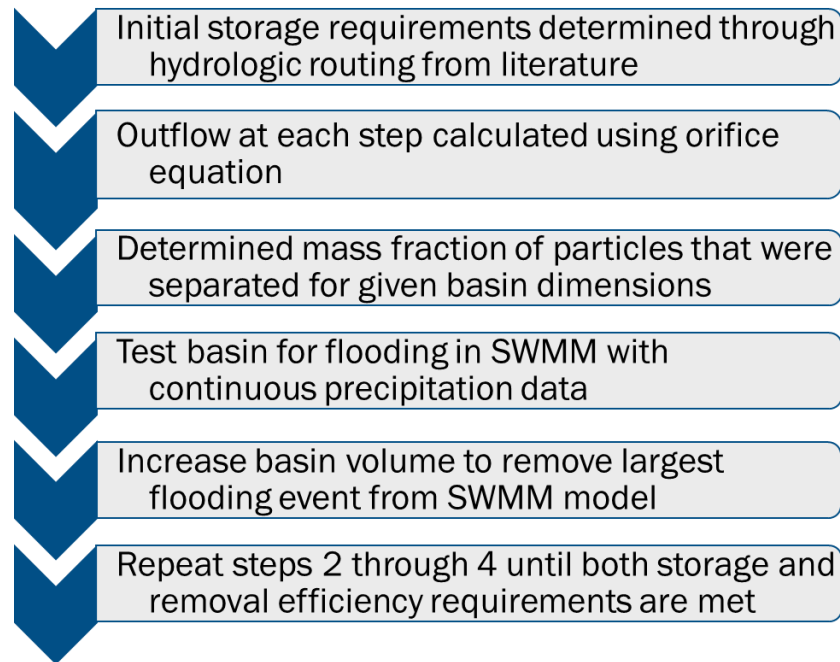 Initial storage requirements determined through
hydrologic routing from literature
Outflow at each step calculated using orifice
equation
Determined mass fraction of particles that were
separated for given basin dimensions
Test basin for flooding in SWMM with
continuous precipitation data
Increase basin volume to remove largest
flooding event from SWMM model
Repeat steps 2 through 4 until both storage and
removal efficiency requirements are met